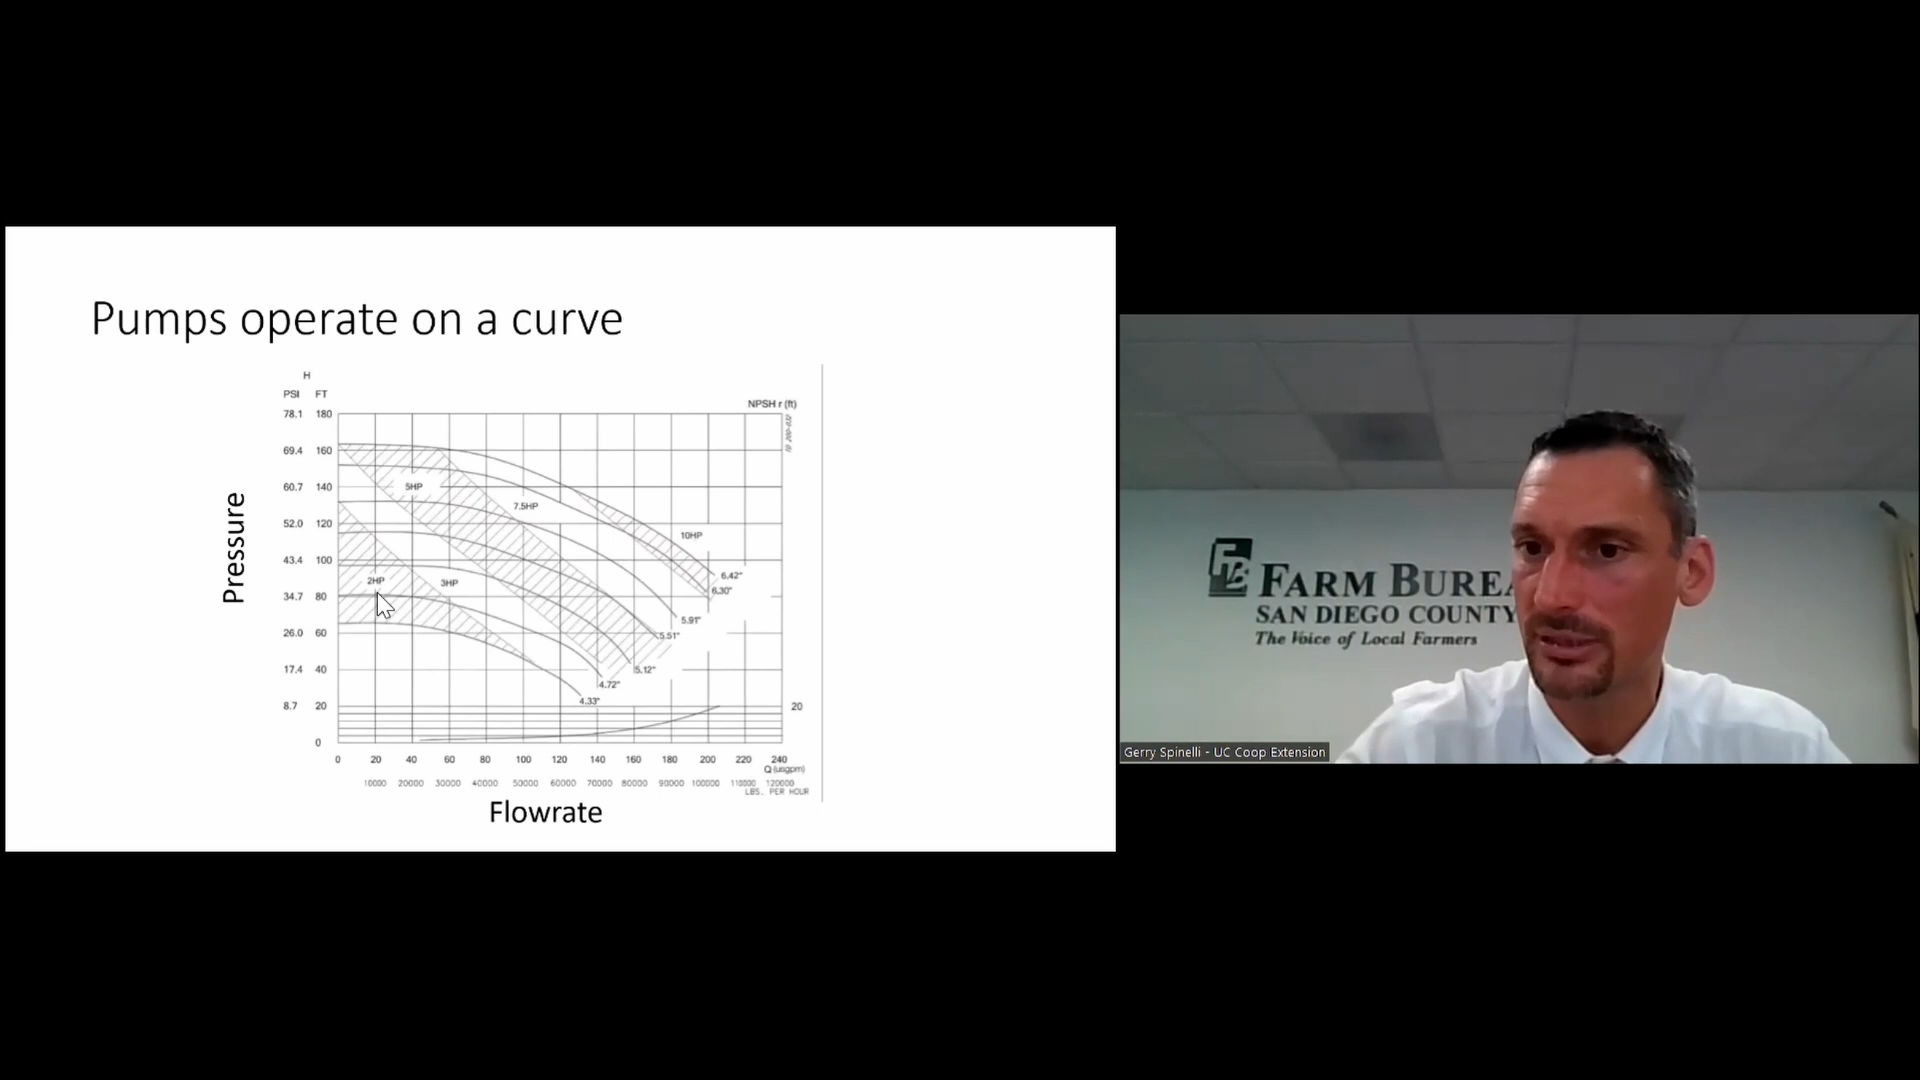 Pumps operate on a curve
H
PSI FT
NPSH r (ft)
78.1 180
69.4 160
60.7 140
52.0 120
43.4 100
34.7 80
26.0 60
17.4 40
8.7 20
20
0
5HP
7.5HP
10HP
2HP
3HP
6.42"
6.30"
5.91"
5.51"
5.12"
4.72"
4.33"
0 20 40 60 80 100 120 140 160 180 200 220 240
Q (usgpm)
10000 20000 30000 40000 50000 60000 70000 80000 90000 100000 110000 120000
LBS. PER HOUR
Pressure
Flowrate
FB
FARM BUREA
SAN DIEGO COUNTY
The Voice of Local Farmers
Gerry Spinelli - UC Coop Extension